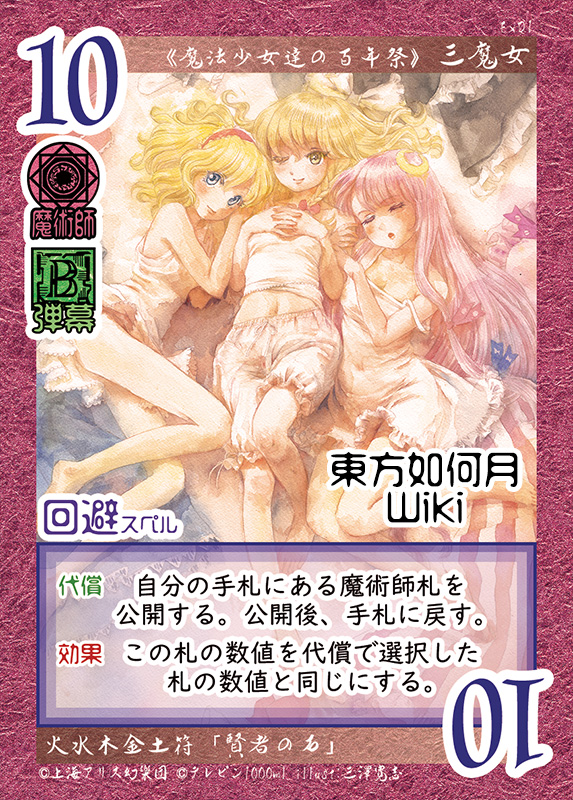 Ex01
10
《魔法少女達の百年祭》 三魔女
魔術師
B
弾幕
東方如何月
Wiki
回避スペル
代償 自分の手札にある魔術師札を
公開する。公開後、手札に戻す。
効果 この札の数値を代償で選択した
札の数値と同じにする。
10
火水木金土符「賢者の石」
©上海アリス幻樂団 ©テレピン1000ml illust:三澤寛志